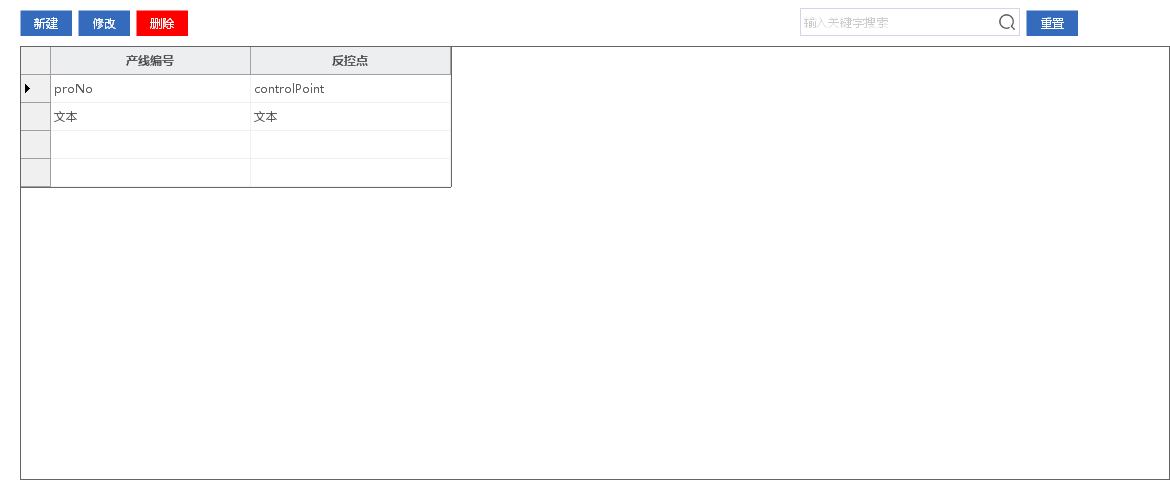 新建 修改 删除 输入关键字搜索 重置
产线编号 反控点
proNo controlPoint
文本 文本